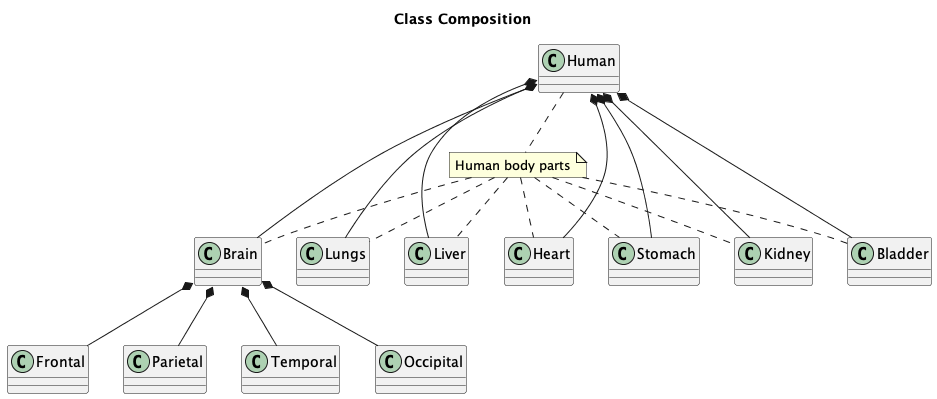 Class Composition
C Human
Human body parts
C Brain
C Lungs
C Liver
C Heart
C Stomach
C Kidney
C Bladder
C Frontal
C Parietal
C Temporal
C Occipital